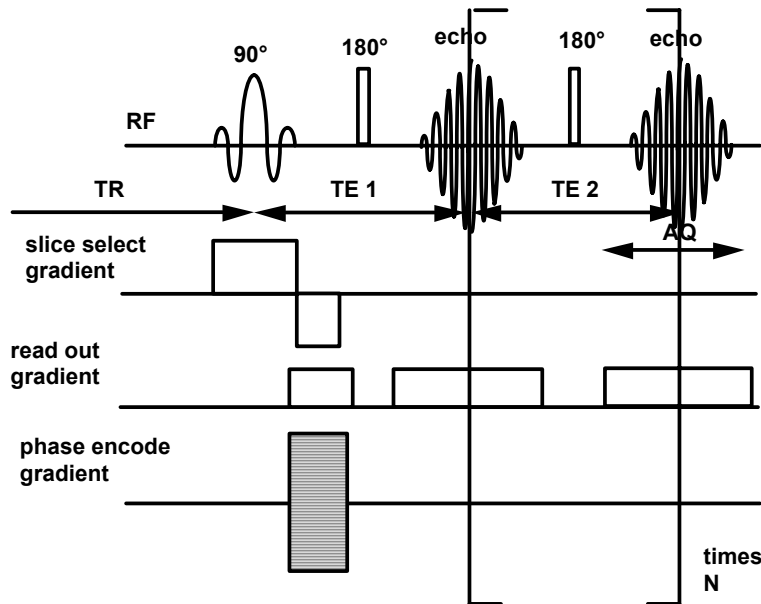 echo 180° echo
90° 180°
RF
TR TE 1 TE 2
AQ
slice select
gradient
read out
gradient
phase encode
gradient
times
N